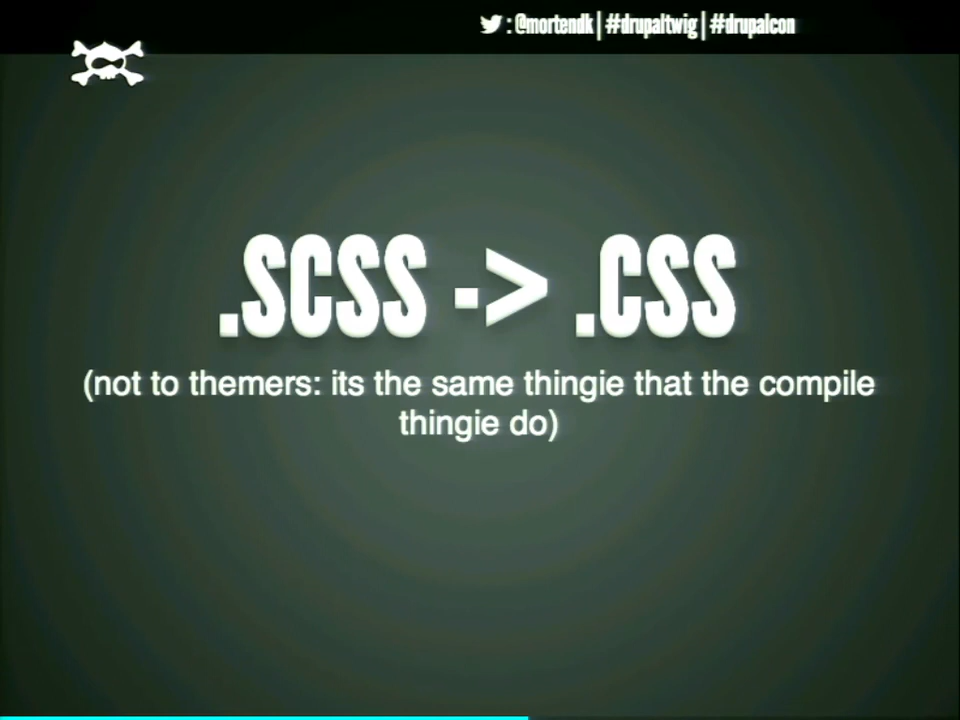 : @mortendk | #drupaltwig | #drupalcon
.SCSS -> .CSS
(not to themers: its the same thingie that the compile
thingie do)